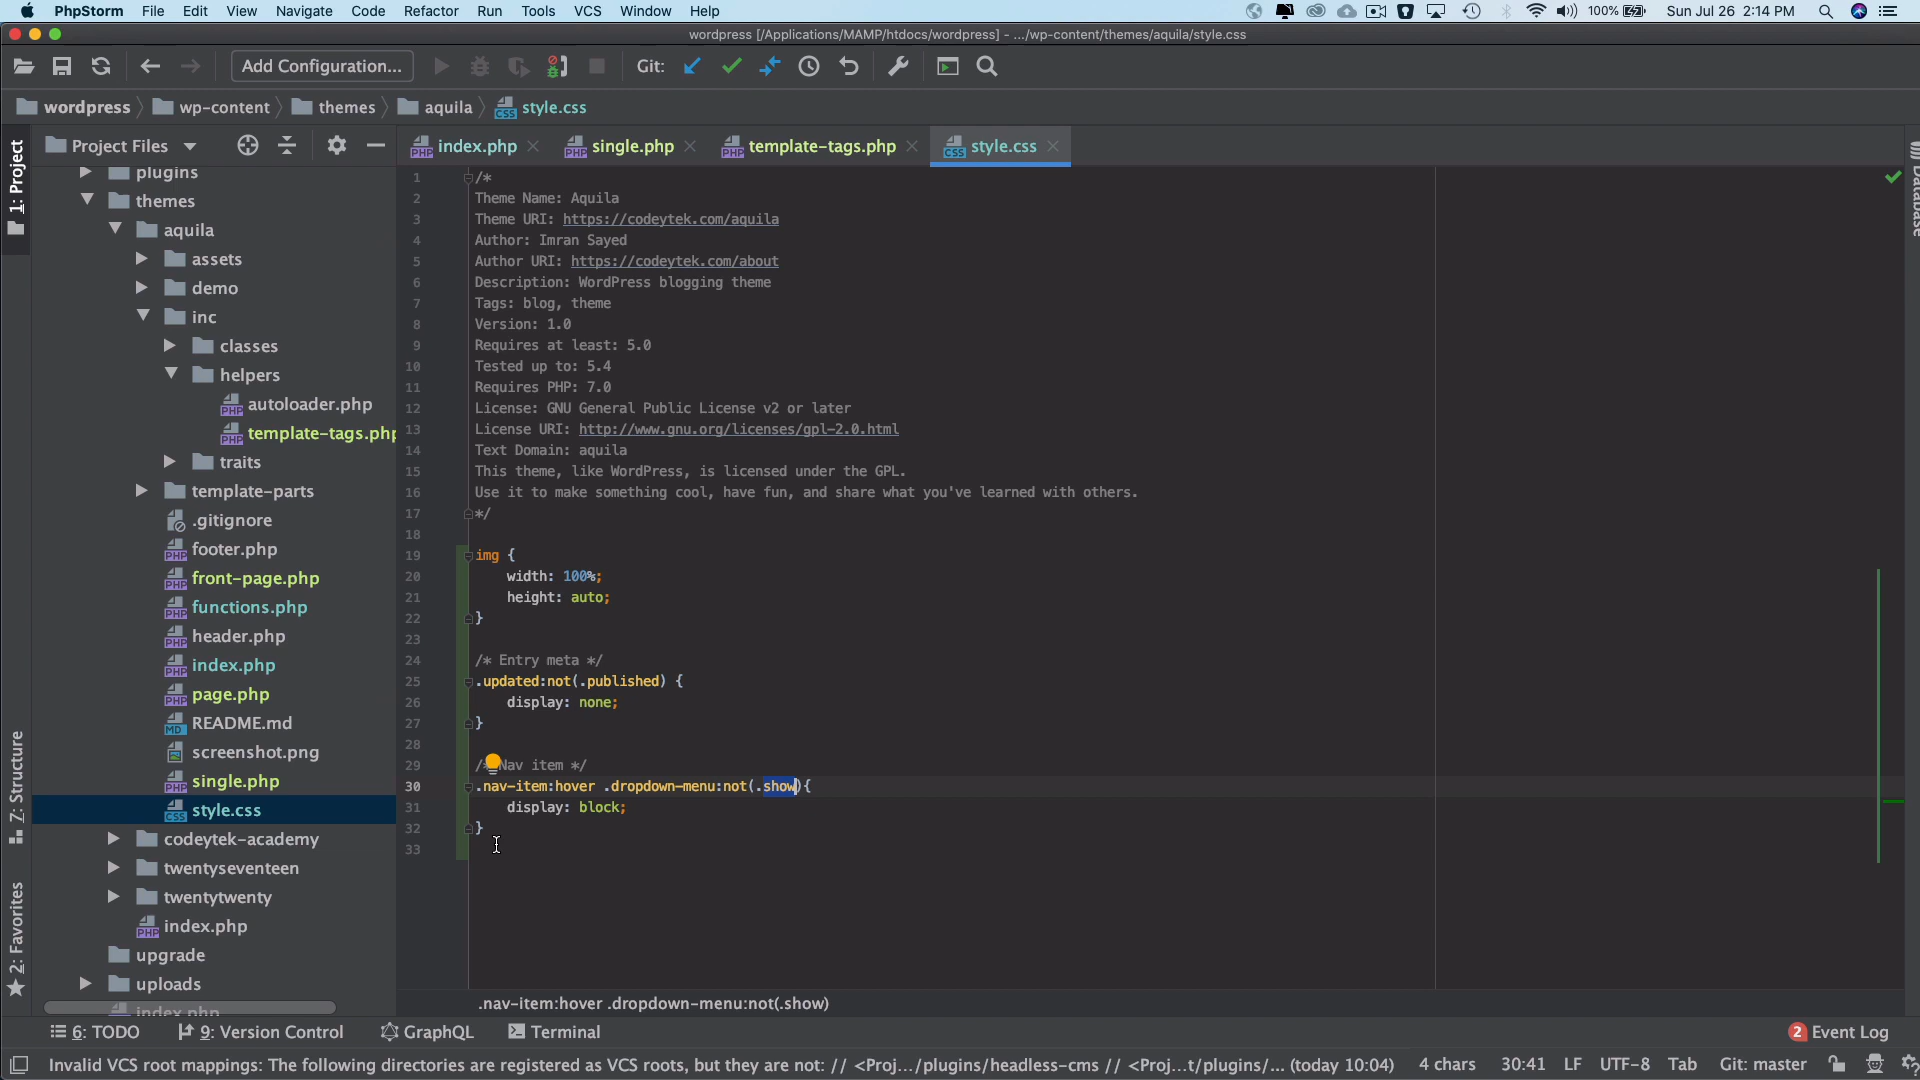 PhpStorm File Edit View Navigate Code Refactor Run Tools VCS Window Help 100% Sun Jul 26 2:14 PM
wordpress [/Applications/MAMP/htdocs/wordpress] - .../wp-content/themes/aquila/style.css
Add Configuration... Git:
wordpress wp-content themes aquila style.css
1: Project
Project Files
index.php single.php template-tags.php style.css
Database
plugins
themes
aquila
assets
demo
inc
classes
helpers
autoloader.php
template-tags.php
traits
template-parts
.gitignore
footer.php
front-page.php
functions.php
header.php
index.php
page.php
README.md
screenshot.png
single.php
style.css
codeytek-academy
twentyseventeen
twentytwenty
index.php
upgrade
uploads
index.php
Z: Structure
2: Favorites
1 /*
2 Theme Name: Aquila
3 Theme URI: https://codeytek.com/aquila
4 Author: Imran Sayed
5 Author URI: https://codeytek.com/about
6 Description: WordPress blogging theme
7 Tags: blog, theme
8 Version: 1.0
9 Requires at least: 5.0
10 Tested up to: 5.4
11 Requires PHP: 7.0
12 License: GNU General Public License v2 or later
13 License URI: http://www.gnu.org/licenses/gpl-2.0.html
14 Text Domain: aquila
15 This theme, like WordPress, is licensed under the GPL.
16 Use it to make something cool, have fun, and share what you've learned with others.
17 */
18
19 img {
20 width: 100%;
21 height: auto;
22 }
23
24 /* Entry meta */
25 .updated:not(.published) {
26 display: none;
27 }
28
29 /* Nav item */
30 .nav-item:hover .dropdown-menu:not(.show){
31 display: block;
32 }
33
.nav-item:hover .dropdown-menu:not(.show)
6: TODO 9: Version Control GraphQL Terminal 2 Event Log
Invalid VCS root mappings: The following directories are registered as VCS roots, but they are not: // <Proj.../plugins/headless-cms // <Proj...t/plugins/... (today 10:04) 4 chars 30:41 LF UTF-8 Tab Git: master